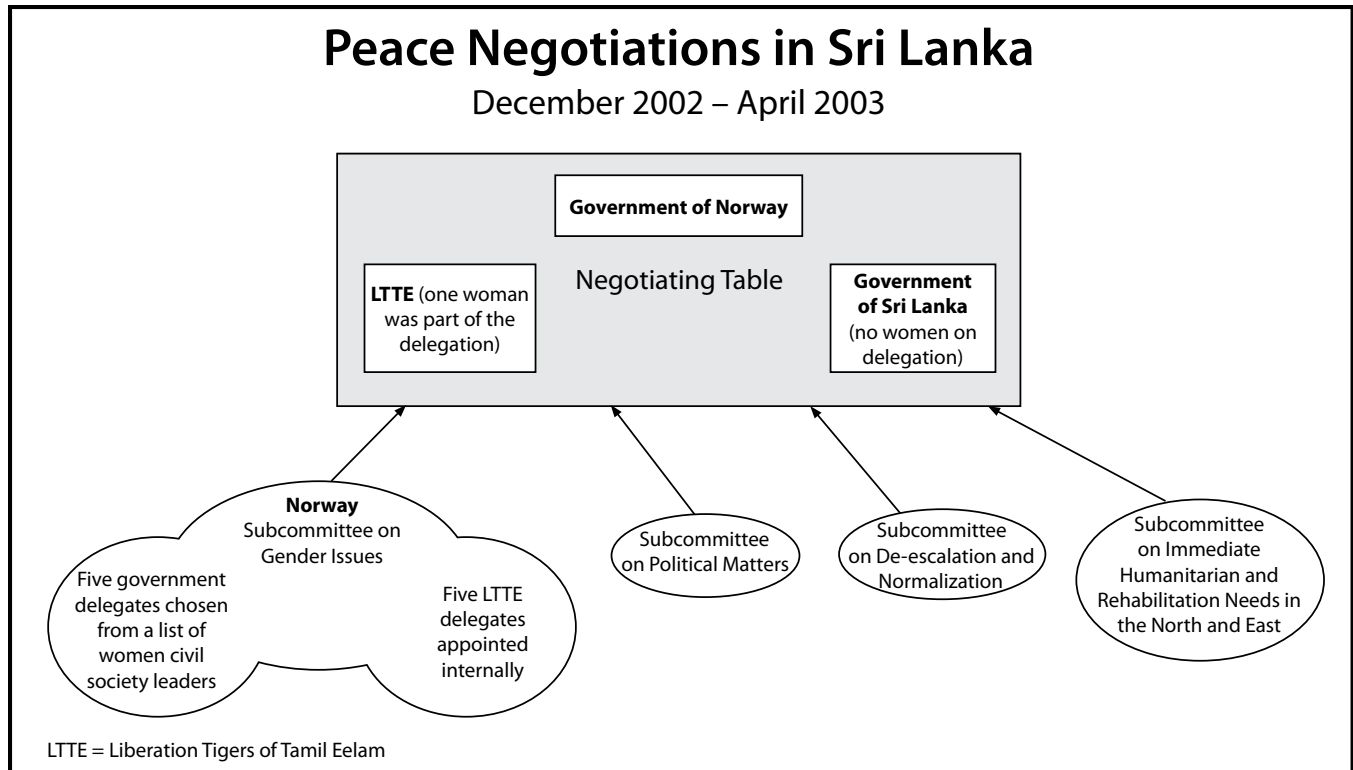 Peace Negotiations in Sri Lanka
December 2002 – April 2003
Government of Norway
Negotiating Table
LTTE (one woman
was part of the
delegation)
Government
of Sri Lanka
(no women on
delegation)
Norway
Subcommittee on
Gender Issues
Five government
delegates chosen
from a list of
women civil
society leaders
Five LTTE
delegates
appointed
internally
Subcommittee
on Political Matters
Subcommittee
on De-escalation and
Normalization
Subcommittee
on Immediate
Humanitarian and
Rehabilitation Needs in
the North and East
LTTE = Liberation Tigers of Tamil Eelam